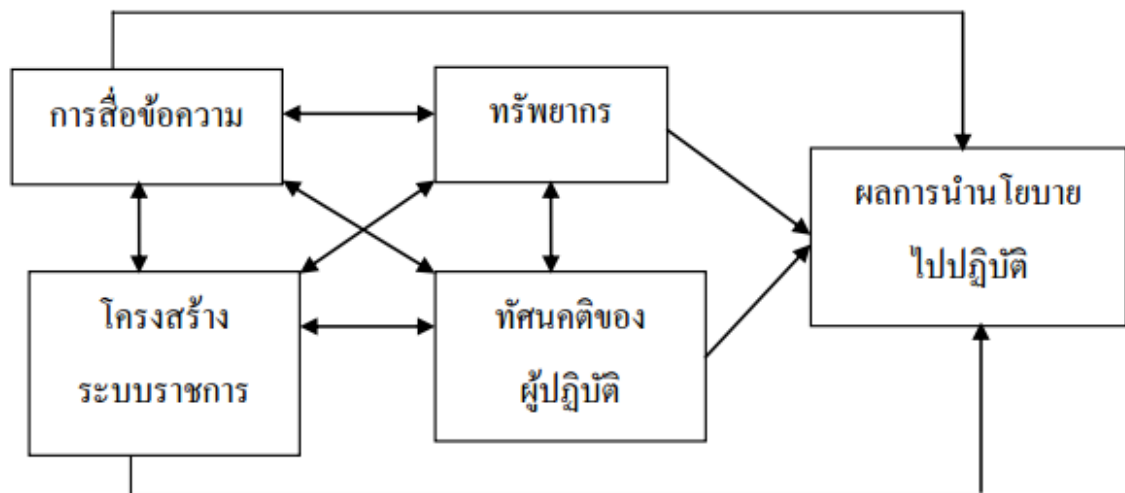 การสื่อข้อความ
ทรัพยากร
ผลการนำนโยบาย
ไปปฏิบัติ
โครงสร้าง
ระบบราชการ
ทัศนคติของ
ผู้ปฏิบัติ